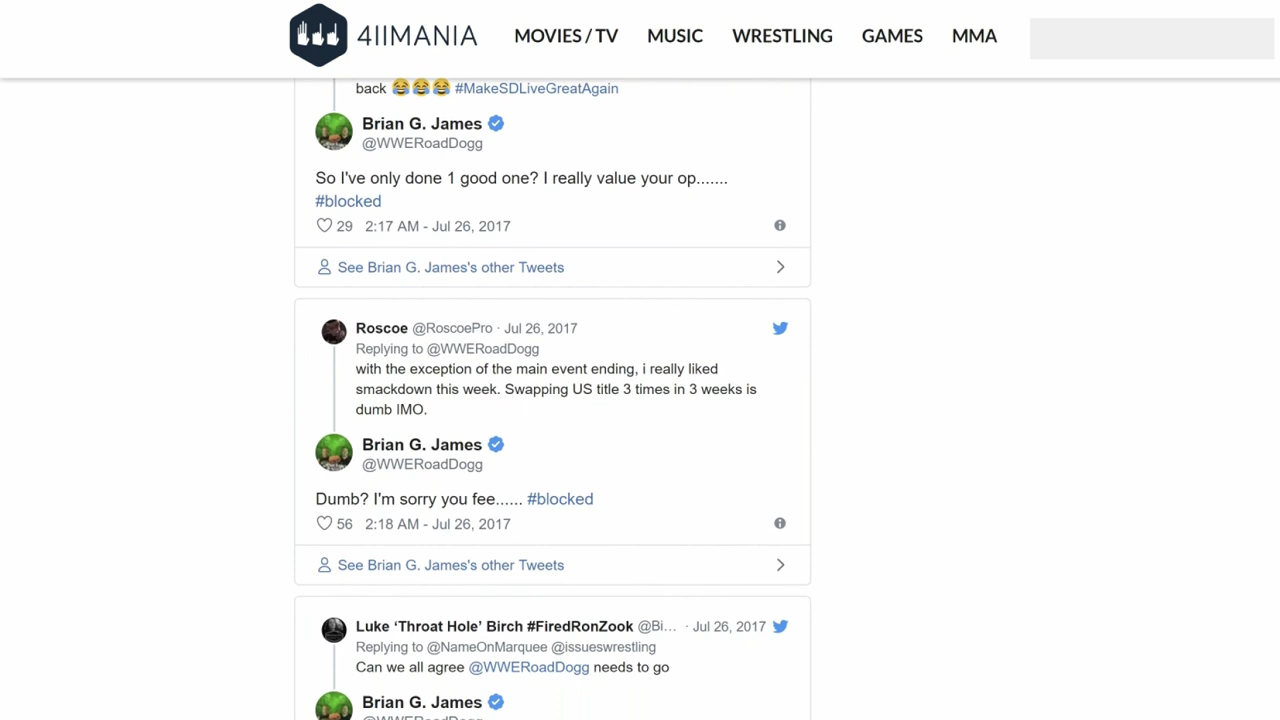 411MANIA
MOVIES / TV MUSIC WRESTLING GAMES MMA
back 😂😂😂 #MakeSDLiveGreatAgain
Brian G. James
@WWERoadDogg
So I've only done 1 good one? I really value your op.......
#blocked
29 2:17 AM - Jul 26, 2017
See Brian G. James's other Tweets
Roscoe @RoscoePro · Jul 26, 2017
Replying to @WWERoadDogg
with the exception of the main event ending, i really liked
smackdown this week. Swapping US title 3 times in 3 weeks is
dumb IMO.
Brian G. James
@WWERoadDogg
Dumb? I'm sorry you fee...... #blocked
56 2:18 AM - Jul 26, 2017
See Brian G. James's other Tweets
Luke ‘Throat Hole’ Birch #FiredRonZook @Bi... · Jul 26, 2017
Replying to @NameOnMarquee @issueswrestling
Can we all agree @WWERoadDogg needs to go
Brian G. James
@WWERoadDogg